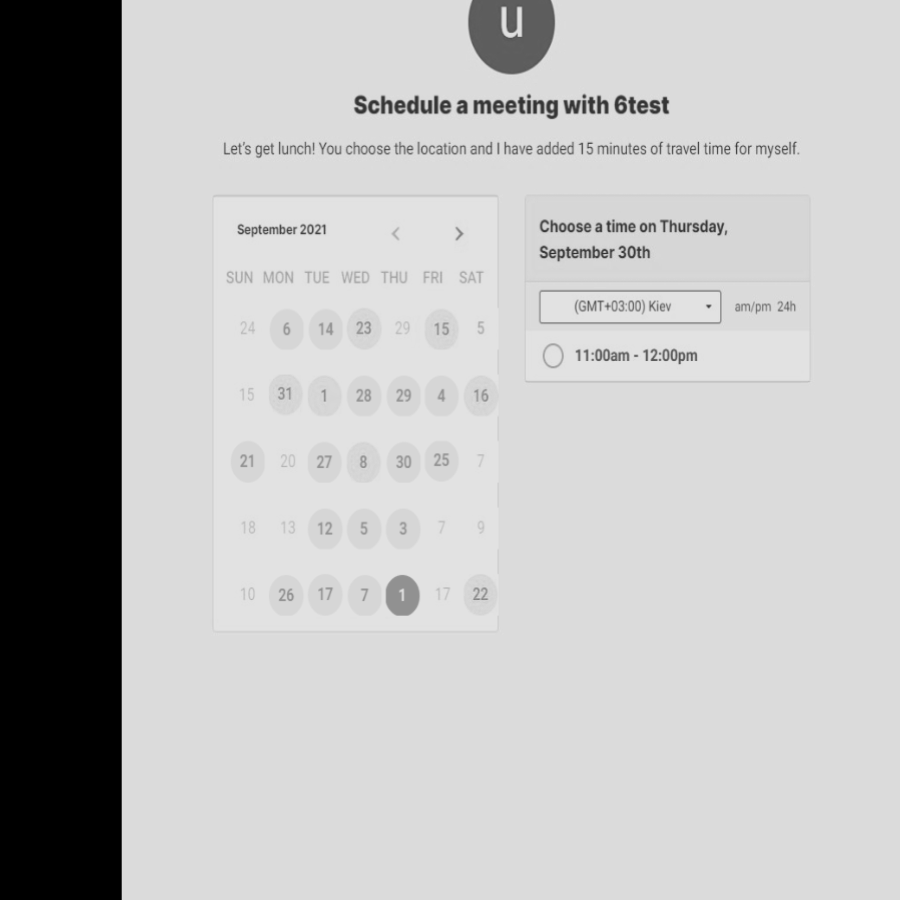 u
Schedule a meeting with 6test
Let's get lunch! You choose the location and I have added 15 minutes of travel time for myself.
September 2021 < >
SUN MON TUE WED THU FRI SAT
24 6 14 23 29 15 5
15 31 1 28 29 4 16
21 20 27 8 30 25 7
18 13 12 5 3 7 9
10 26 17 7 1 17 22
Choose a time on Thursday,
September 30th
(GMT+03:00) Kiev am/pm 24h
11:00am - 12:00pm